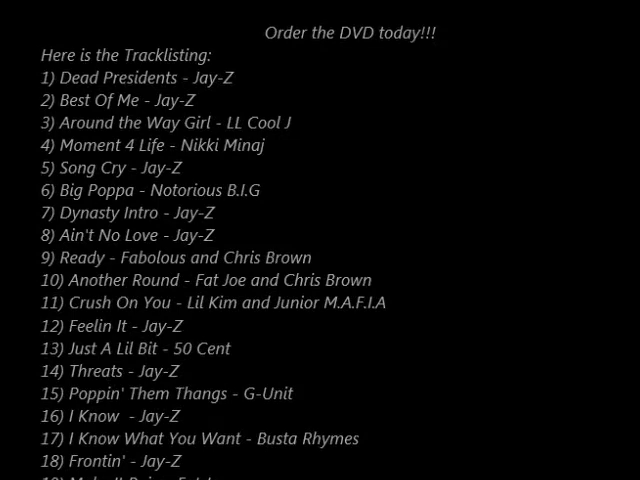 Order the DVD today!!!
Here is the Tracklisting:
1) Dead Presidents - Jay-Z
2) Best Of Me - Jay-Z
3) Around the Way Girl - LL Cool J
4) Moment 4 Life - Nikki Minaj
5) Song Cry - Jay-Z
6) Big Poppa - Notorious B.I.G
7) Dynasty Intro - Jay-Z
8) Ain't No Love - Jay-Z
9) Ready - Fabolous and Chris Brown
10) Another Round - Fat Joe and Chris Brown
11) Crush On You - Lil Kim and Junior M.A.F.I.A
12) Feelin It - Jay-Z
13) Just A Lil Bit - 50 Cent
14) Threats - Jay-Z
15) Poppin' Them Thangs - G-Unit
16) I Know  - Jay-Z
17) I Know What You Want - Busta Rhymes
18) Frontin' - Jay-Z